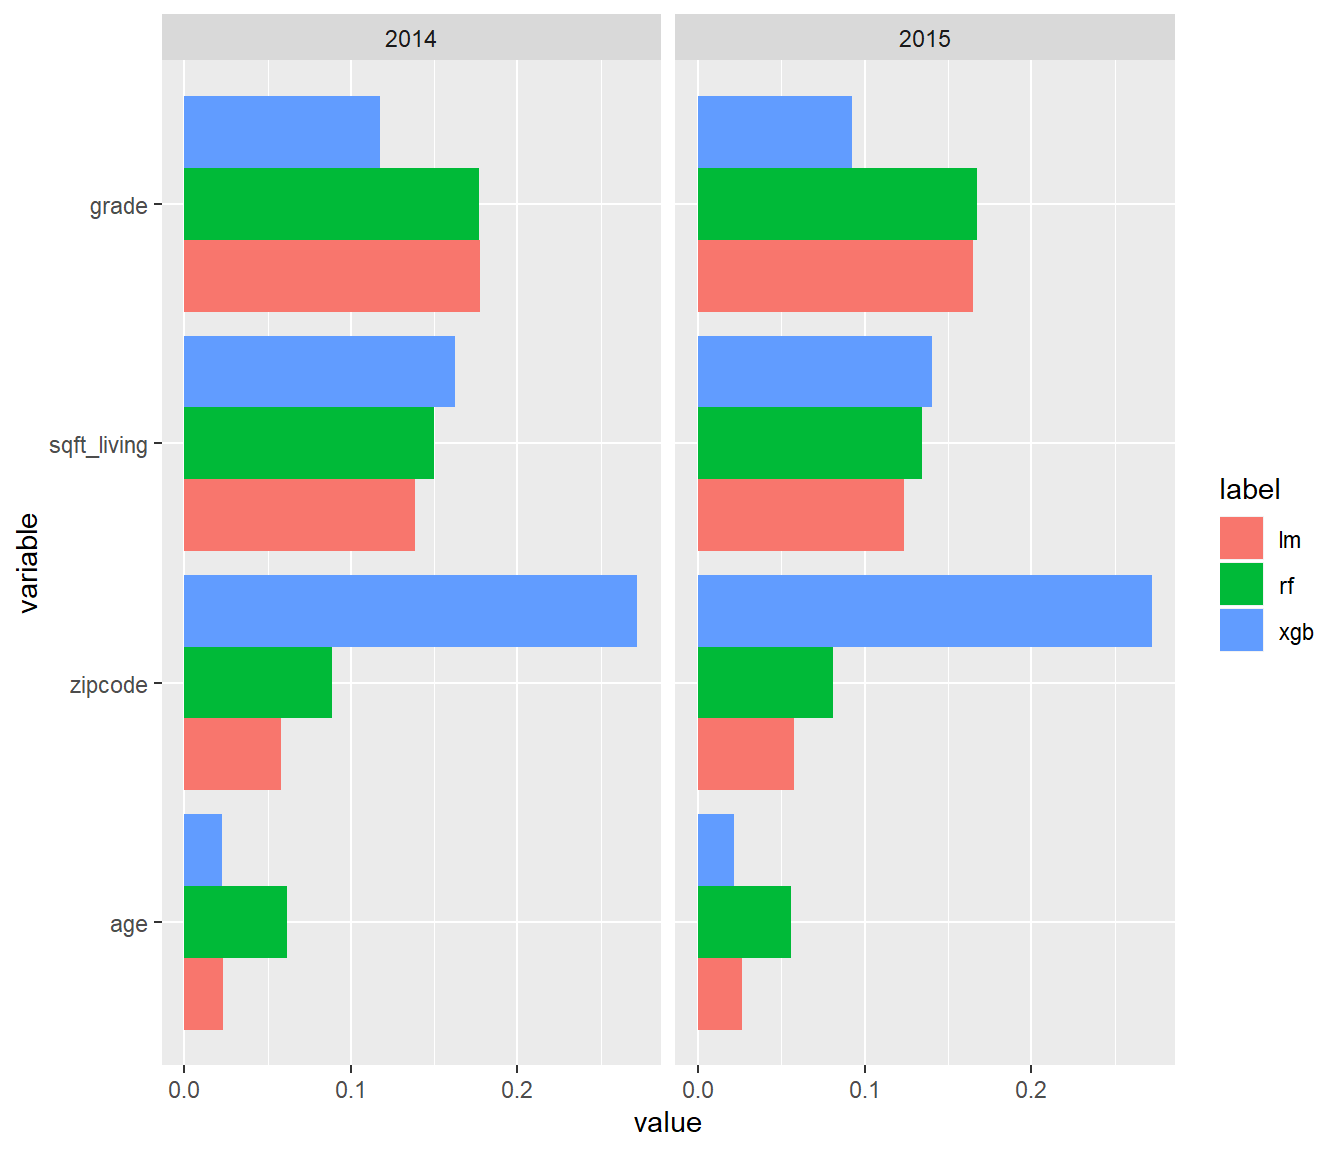 2014
2015
grade
sqft_living
zipcode
age
variable
0.0
0.1
0.2
0.0
0.1
0.2
value
label
lm
rf
xgb